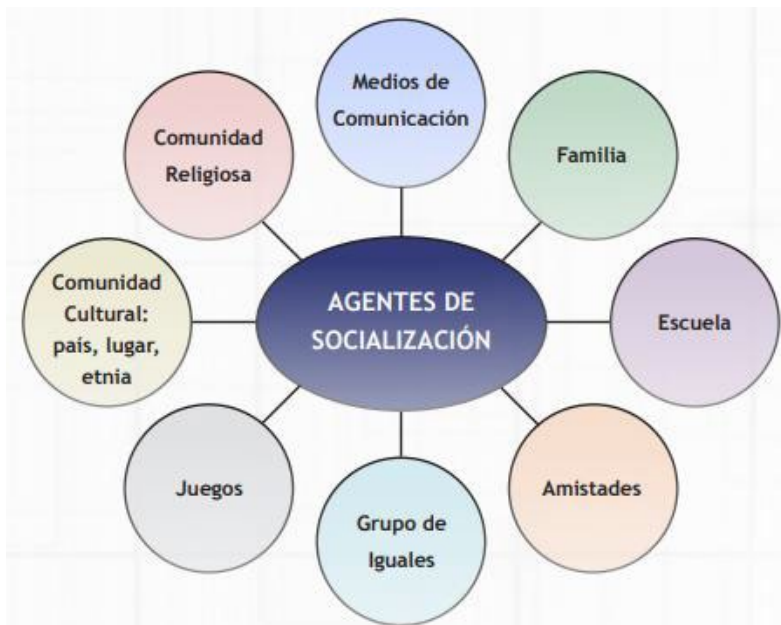 Medios de
Comunicación
Familia
Escuela
Amistades
Grupo de
Iguales
Juegos
Comunidad
Cultural:
país, lugar,
etnia
Comunidad
Religiosa
AGENTES DE
SOCIALIZACIÓN